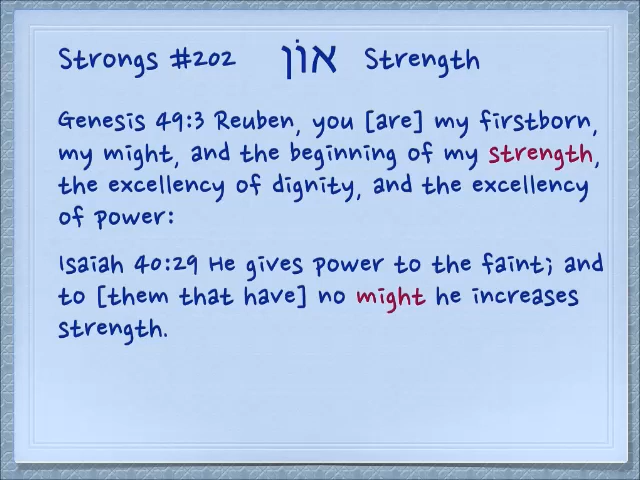 Strongs #202 אוֹן Strength
Genesis 49:3 Reuben, you [are] my firstborn,
my might, and the beginning of my strength,
the excellency of dignity, and the excellency
of power:
Isaiah 40:29 He gives power to the faint; and
to [them that have] no might he increases
strength.